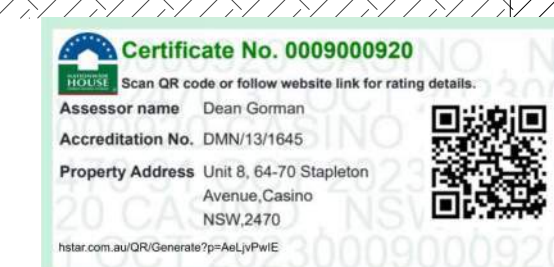 Certificate No. 0009000920
NATIONWIDE
HOUSE
Scan QR code or follow website link for rating details.
Assessor name Dean Gorman
Accreditation No. DMN/13/1645
Property Address Unit 8, 64-70 Stapleton
Avenue,Casino
NSW,2470
hstar.com.au/QR/Generate?p=AeLjvPwIE